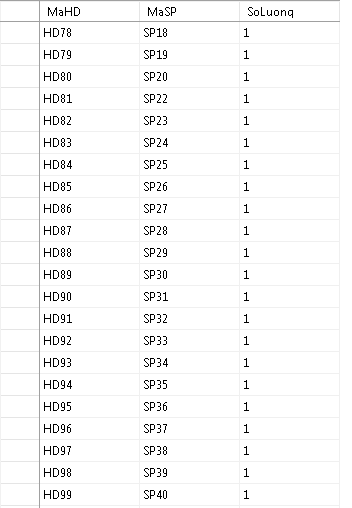 MaHD MaSP SoLuong
HD78 SP18 1
HD79 SP19 1
HD80 SP20 1
HD81 SP22 1
HD82 SP23 1
HD83 SP24 1
HD84 SP25 1
HD85 SP26 1
HD86 SP27 1
HD87 SP28 1
HD88 SP29 1
HD89 SP30 1
HD90 SP31 1
HD91 SP32 1
HD92 SP33 1
HD93 SP34 1
HD94 SP35 1
HD95 SP36 1
HD96 SP37 1
HD97 SP38 1
HD98 SP39 1
HD99 SP40 1